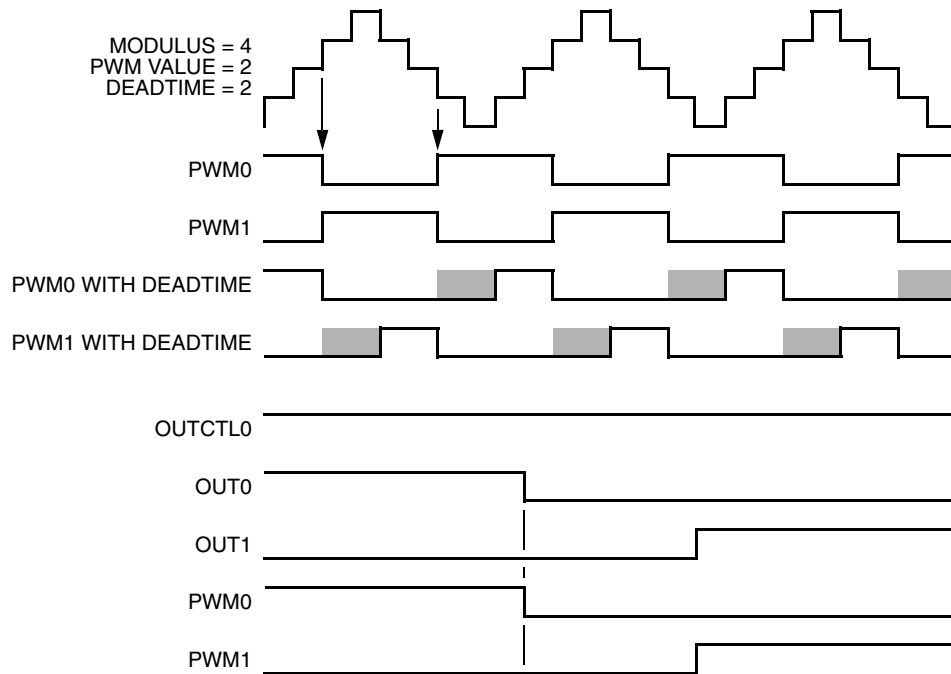 MODULUS = 4
PWM VALUE = 2
DEADTIME = 2
PWM0
PWM1
PWM0 WITH DEADTIME
PWM1 WITH DEADTIME
OUTCTL0
OUT0
OUT1
PWM0
PWM1